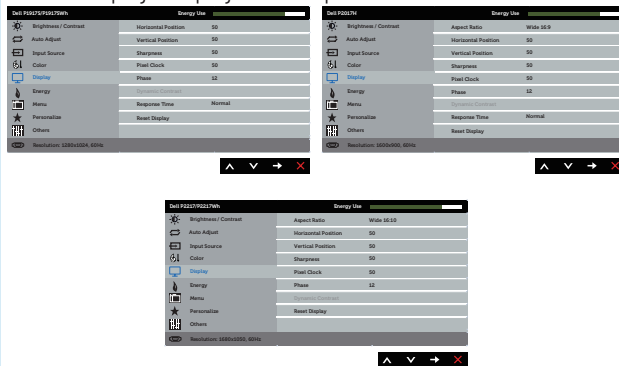 Dell P1917S/P1917SWh Energy Use
Brightness / Contrast Horizontal Position 50
Auto Adjust Vertical Position 50
Input Source Sharpness 50
Color Pixel Clock 50
Display Phase 12
Energy Dynamic Contrast
Menu Response Time Normal
Personalize Reset Display
Others
Resolution: 1280x1024, 60Hz
Dell P2017H Energy Use
Brightness / Contrast Aspect Ratio Wide 16:9
Auto Adjust Horizontal Position 50
Input Source Vertical Position 50
Color Sharpness 50
Display Pixel Clock 50
Energy Phase 12
Menu Dynamic Contrast
Personalize Response Time Normal
Others Reset Display
Resolution: 1600x900, 60Hz
Dell P2217/P2217Wh Energy Use
Brightness / Contrast Aspect Ratio Wide 16:10
Auto Adjust Horizontal Position 50
Input Source Vertical Position 50
Color Sharpness 50
Display Pixel Clock 50
Energy Phase 12
Menu Dynamic Contrast
Personalize Reset Display
Others
Resolution: 1680x1050, 60Hz